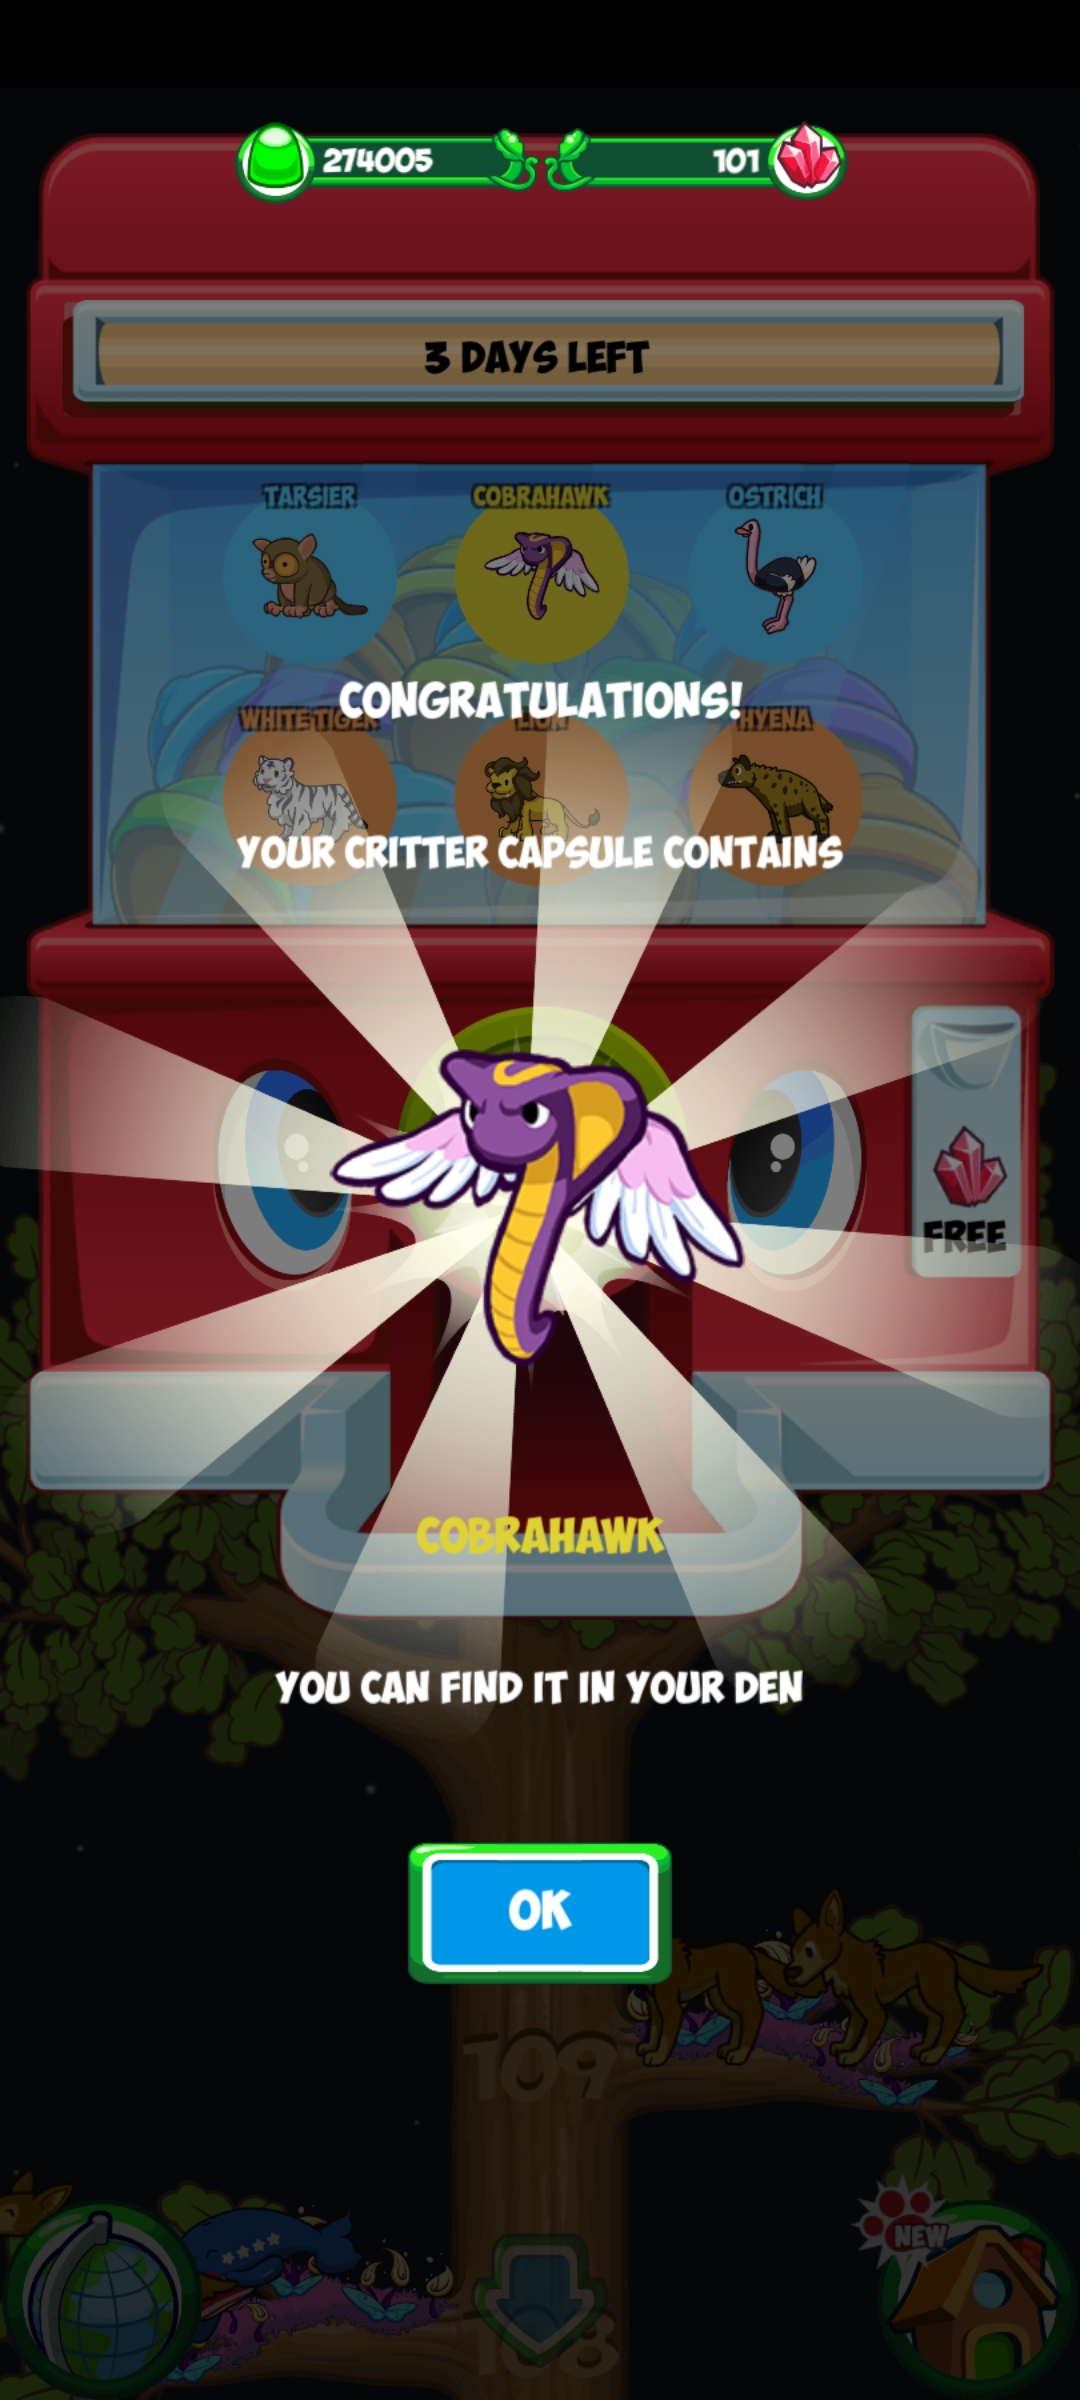 274005
101
3 DAYS LEFT
TARSIER
COBRAHAWK
OSTRICH
CONGRATULATIONS!
WHITE TIGER
LION
HYENA
YOUR CRITTER CAPSULE CONTAINS
FREE
COBRAHAWK
YOU CAN FIND IT IN YOUR DEN
OK
109
NEW
108